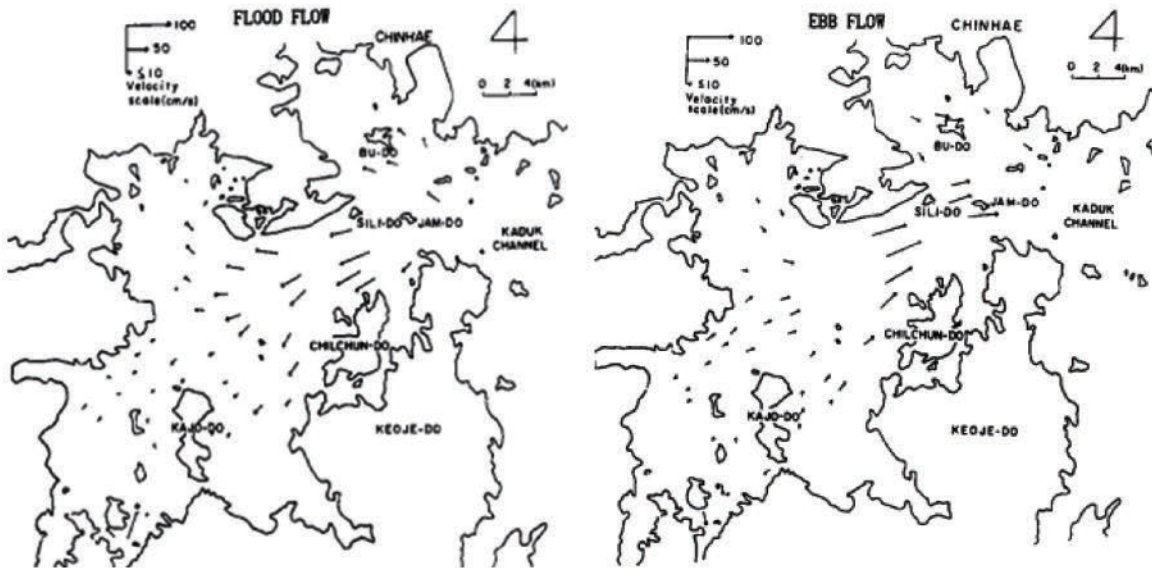 FLOOD FLOW
100
50
≤10
Velocity
scale(cm/s)
CHINHAE
0 2 4(km)
BU-DO
SILI-DO
JAM-DO
KADUK
CHANNEL
CHILCHUN-DO
KAJO-DO
KEOJE-DO
EBB FLOW
100
50
≤10
Velocity
scale(cm/s)
CHINHAE
0 2 4(km)
BU-DO
SILI-DO
JAM-DO
KADUK
CHANNEL
CHILCHUN-DO
KAJO-DO
KEOJE-DO